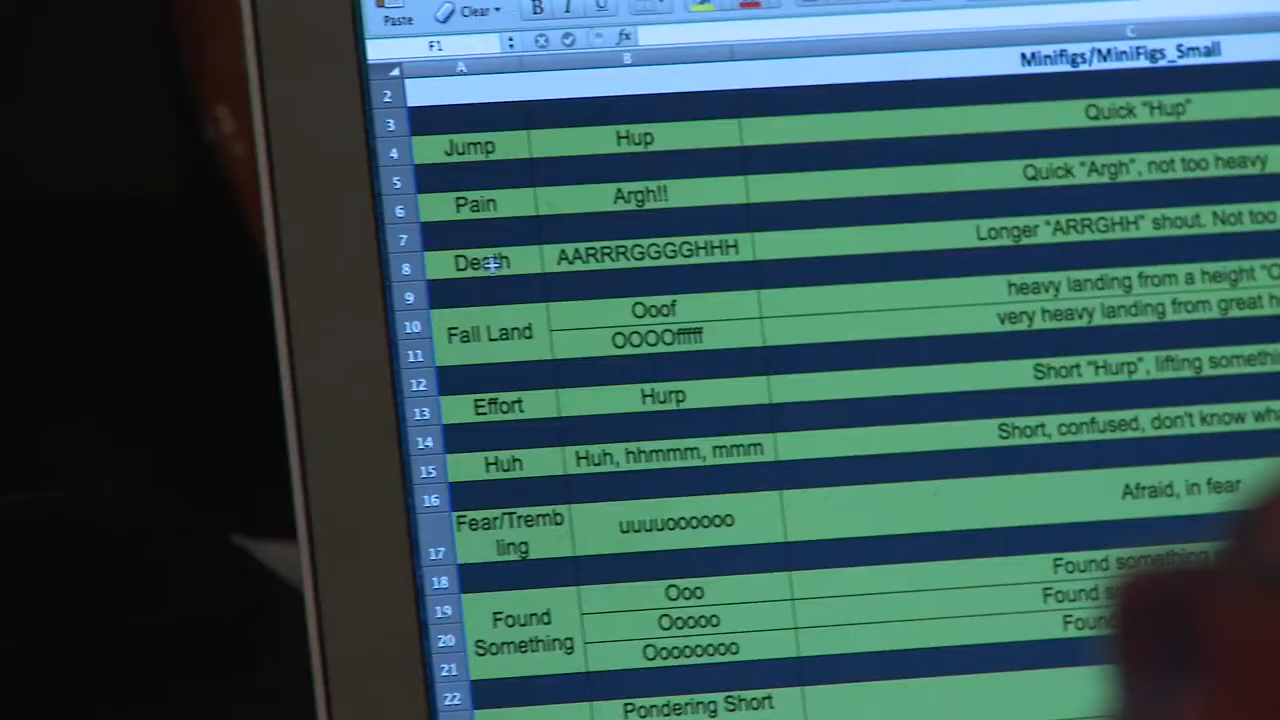 Paste Clear B I U
F1 fx
A B C
2 Minifigs/MiniFigs_Small
3
4 Jump Hup Quick "Hup"
5
6 Pain Argh!! Quick "Argh", not too heavy
7
8 Death AARRRGGGGHHH Longer "ARRGHH" shout. Not too
9
10 Fall Land Ooof heavy landing from a height
11 OOOOfffff very heavy landing from great
12
13 Effort Hurp Short "Hurp", lifting
14
15 Huh Huh, hhmmm, mmm Short, confused, don't know
16
17 Fear/Tremb
ling uuuuoooooo Afraid, in fear
18
19 Found
Something Ooo Found something
20 Ooooo Found
21 Oooooooo Found
22
Pondering Short